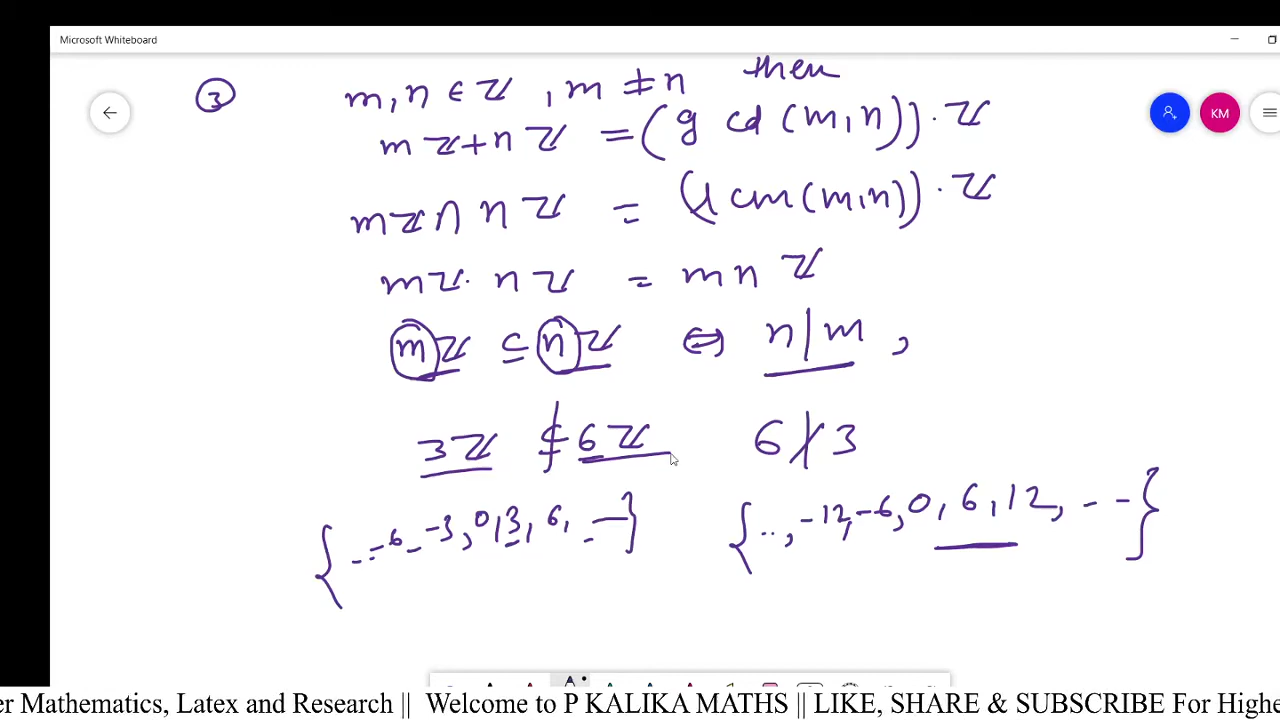 Microsoft Whiteboard
KM
③ m, n ∈ ℤ, m ≠ n then
mℤ+nℤ = (gcd(m,n))·ℤ
mℤ∩nℤ = (lcm(m,n))·ℤ
mℤ·nℤ = mnℤ
mℤ ⊆ nℤ ⇔ n|m,
3ℤ ⊄ 6ℤ 6∤3
{..-6-3,0,3,6,--} {..,-12,-6,0,6,12,--}
er Mathematics, Latex and Research || Welcome to P KALIKA MATHS || LIKE, SHARE & SUBSCRIBE For Highe